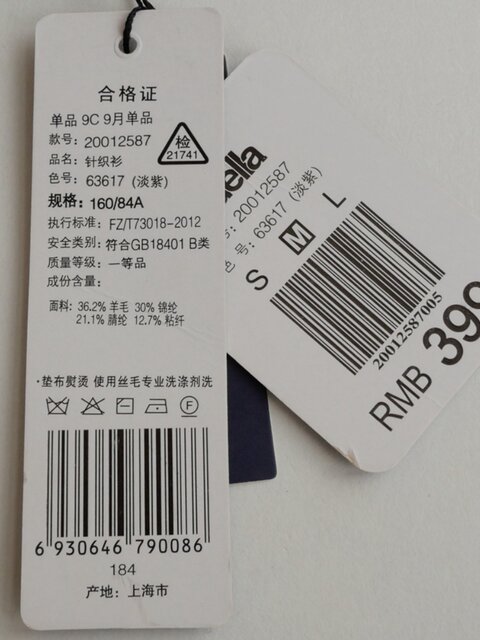 合格证
单品 9C 9月单品
款号: 20012587
检
21741
品名: 针织衫
色号: 63617 (淡紫)
规格: 160/84A
执行标准: FZ/T73018-2012
安全类别: 符合GB18401 B类
质量等级: 一等品
成份含量:
面料: 36.2%羊毛 30%锦纶
21.1%腈纶 12.7%粘纤
·垫布熨烫 使用丝毛专业洗涤剂洗
6 930646 790086
184
产地: 上海市
ella
号: 20012587
色 号: 63617 (淡紫)
S M L
20012587005
RMB 399